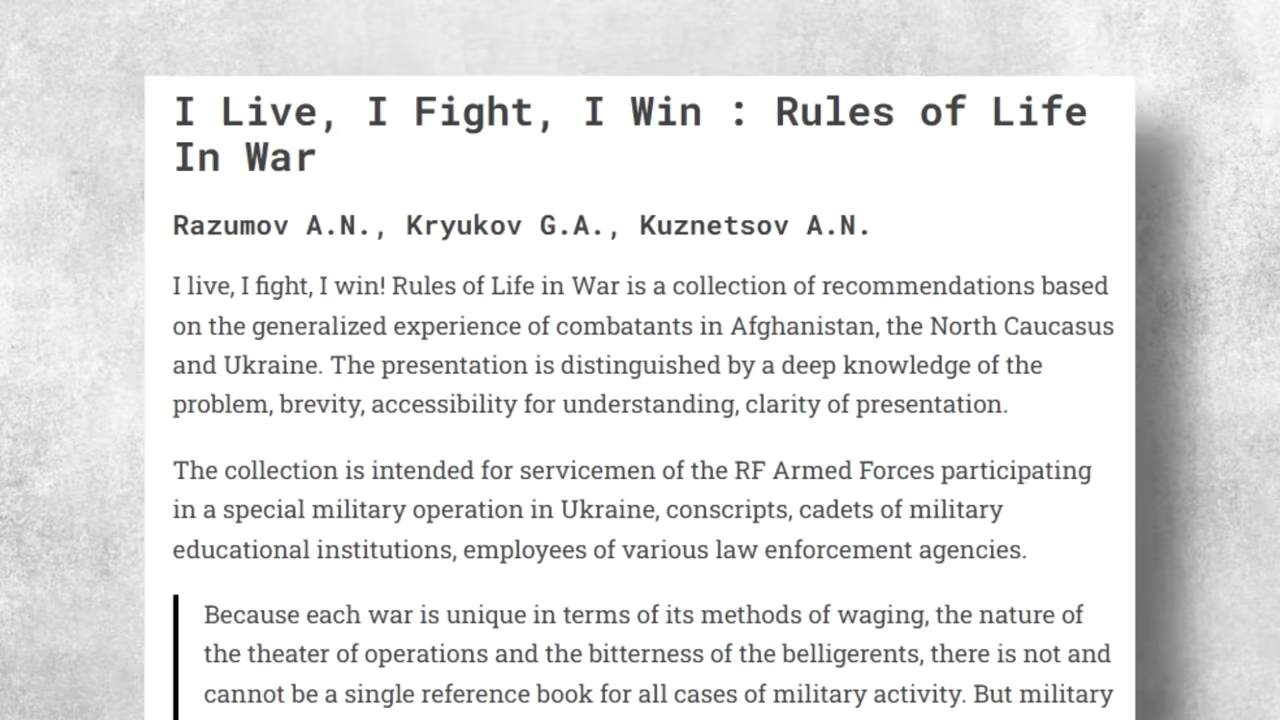 I Live, I Fight, I Win : Rules of Life
In War
Razumov A.N., Kryukov G.A., Kuznetsov A.N.
I live, I fight, I win! Rules of Life in War is a collection of recommendations based
on the generalized experience of combatants in Afghanistan, the North Caucasus
and Ukraine. The presentation is distinguished by a deep knowledge of the
problem, brevity, accessibility for understanding, clarity of presentation.
The collection is intended for servicemen of the RF Armed Forces participating
in a special military operation in Ukraine, conscripts, cadets of military
educational institutions, employees of various law enforcement agencies.
Because each war is unique in terms of its methods of waging, the nature of
the theater of operations and the bitterness of the belligerents, there is not and
cannot be a single reference book for all cases of military activity. But military